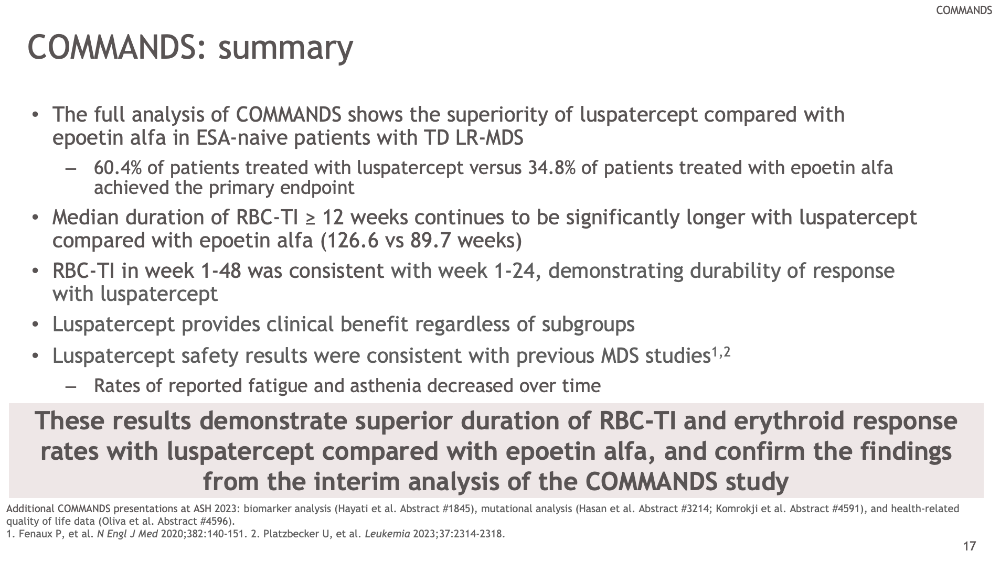 COMMANDS
COMMANDS: summary
• The full analysis of COMMANDS shows the superiority of luspatercept compared with
epoetin alfa in ESA-naive patients with TD LR-MDS
– 60.4% of patients treated with luspatercept versus 34.8% of patients treated with epoetin alfa
achieved the primary endpoint
• Median duration of RBC-TI ≥ 12 weeks continues to be significantly longer with luspatercept
compared with epoetin alfa (126.6 vs 89.7 weeks)
• RBC-TI in week 1-48 was consistent with week 1-24, demonstrating durability of response
with luspatercept
• Luspatercept provides clinical benefit regardless of subgroups
• Luspatercept safety results were consistent with previous MDS studies1,2
– Rates of reported fatigue and asthenia decreased over time
These results demonstrate superior duration of RBC-TI and erythroid response
rates with luspatercept compared with epoetin alfa, and confirm the findings
from the interim analysis of the COMMANDS study
Additional COMMANDS presentations at ASH 2023: biomarker analysis (Hayati et al. Abstract #1845), mutational analysis (Hasan et al. Abstract #3214; Komrokji et al. Abstract #4591), and health-related
quality of life data (Oliva et al. Abstract #4596).
1. Fenaux P, et al. N Engl J Med 2020;382:140-151. 2. Platzbecker U, et al. Leukemia 2023;37:2314-2318.
17